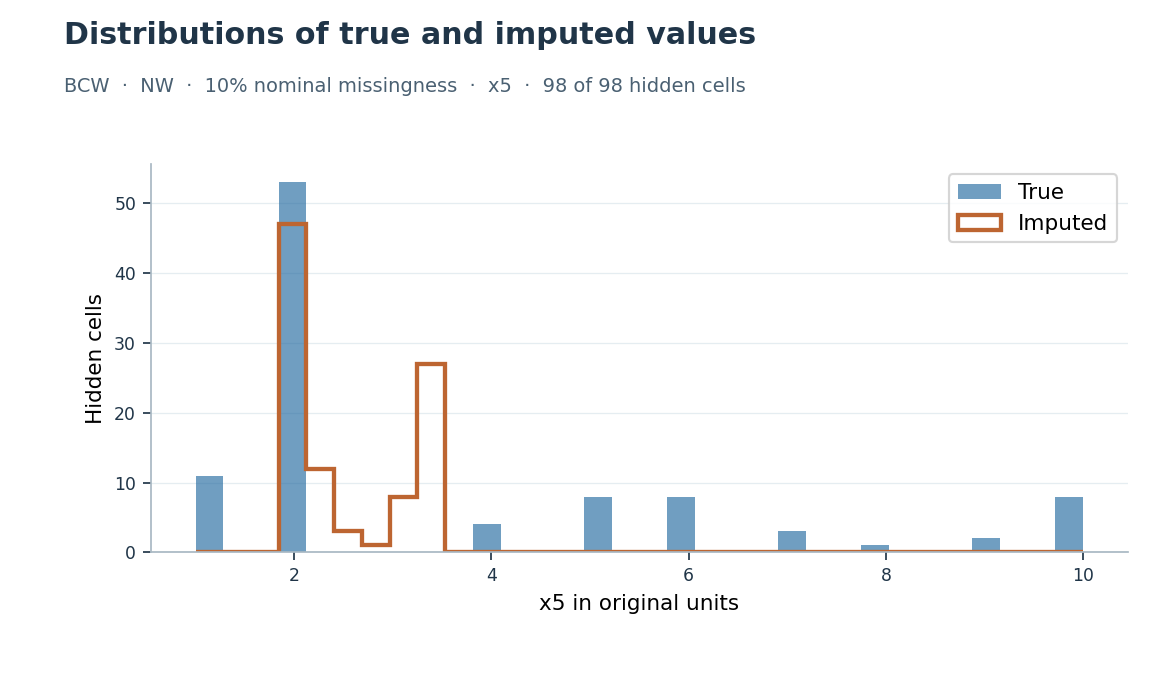 Distributions of true and imputed values
BCW · NW · 10% nominal missingness · x5 · 98 of 98 hidden cells
True
Imputed
Hidden cells
50
40
30
20
10
0
2 4 6 8 10
x5 in original units